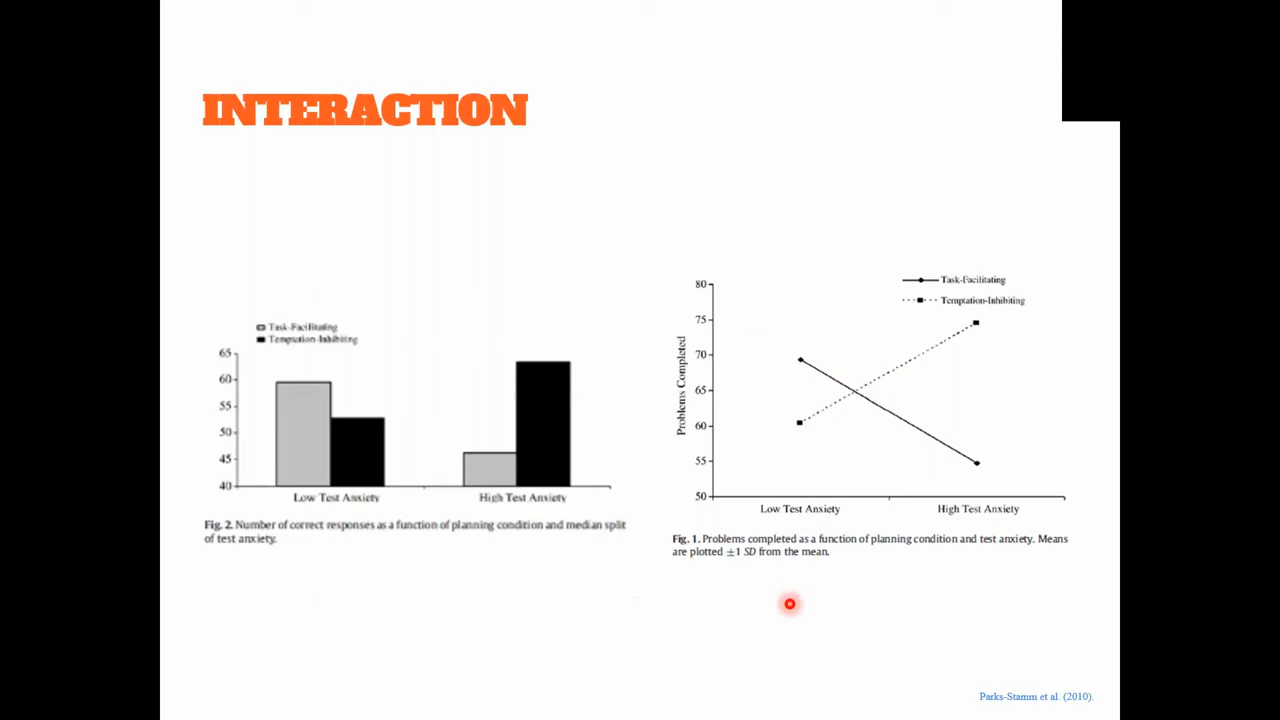 INTERACTION
Task-Facilitating
Temptation-Inhibiting
65
60
55
50
45
40
Low Test Anxiety
High Test Anxiety
Fig. 2. Number of correct responses as a function of planning condition and median split
of test anxiety.
Task-Facilitating
Temptation-Inhibiting
Problems Completed
80
75
70
65
60
55
50
Low Test Anxiety
High Test Anxiety
Fig. 1. Problems completed as a function of planning condition and test anxiety. Means
are plotted ±1 SD from the mean.
Parks-Stamm et al. (2010).